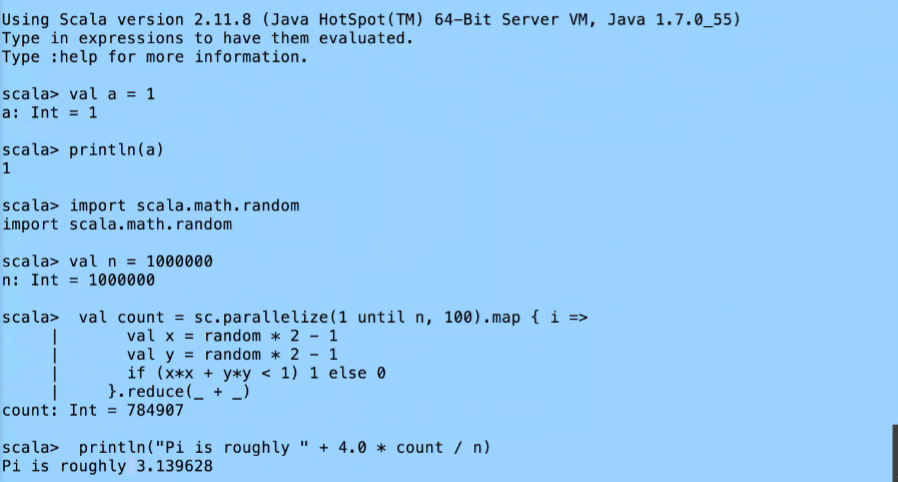 Using Scala version 2.11.8 (Java HotSpot(TM) 64-Bit Server VM, Java 1.7.0_55)
Type in expressions to have them evaluated.
Type :help for more information.

scala> val a = 1
a: Int = 1

scala> println(a)
1

scala> import scala.math.random
import scala.math.random

scala> val n = 1000000
n: Int = 1000000

scala>  val count = sc.parallelize(1 until n, 100).map { i =>
     |       val x = random * 2 - 1
     |       val y = random * 2 - 1
     |       if (x*x + y*y < 1) 1 else 0
     |     }.reduce(_ + _)
count: Int = 784907

scala>  println("Pi is roughly " + 4.0 * count / n)
Pi is roughly 3.139628